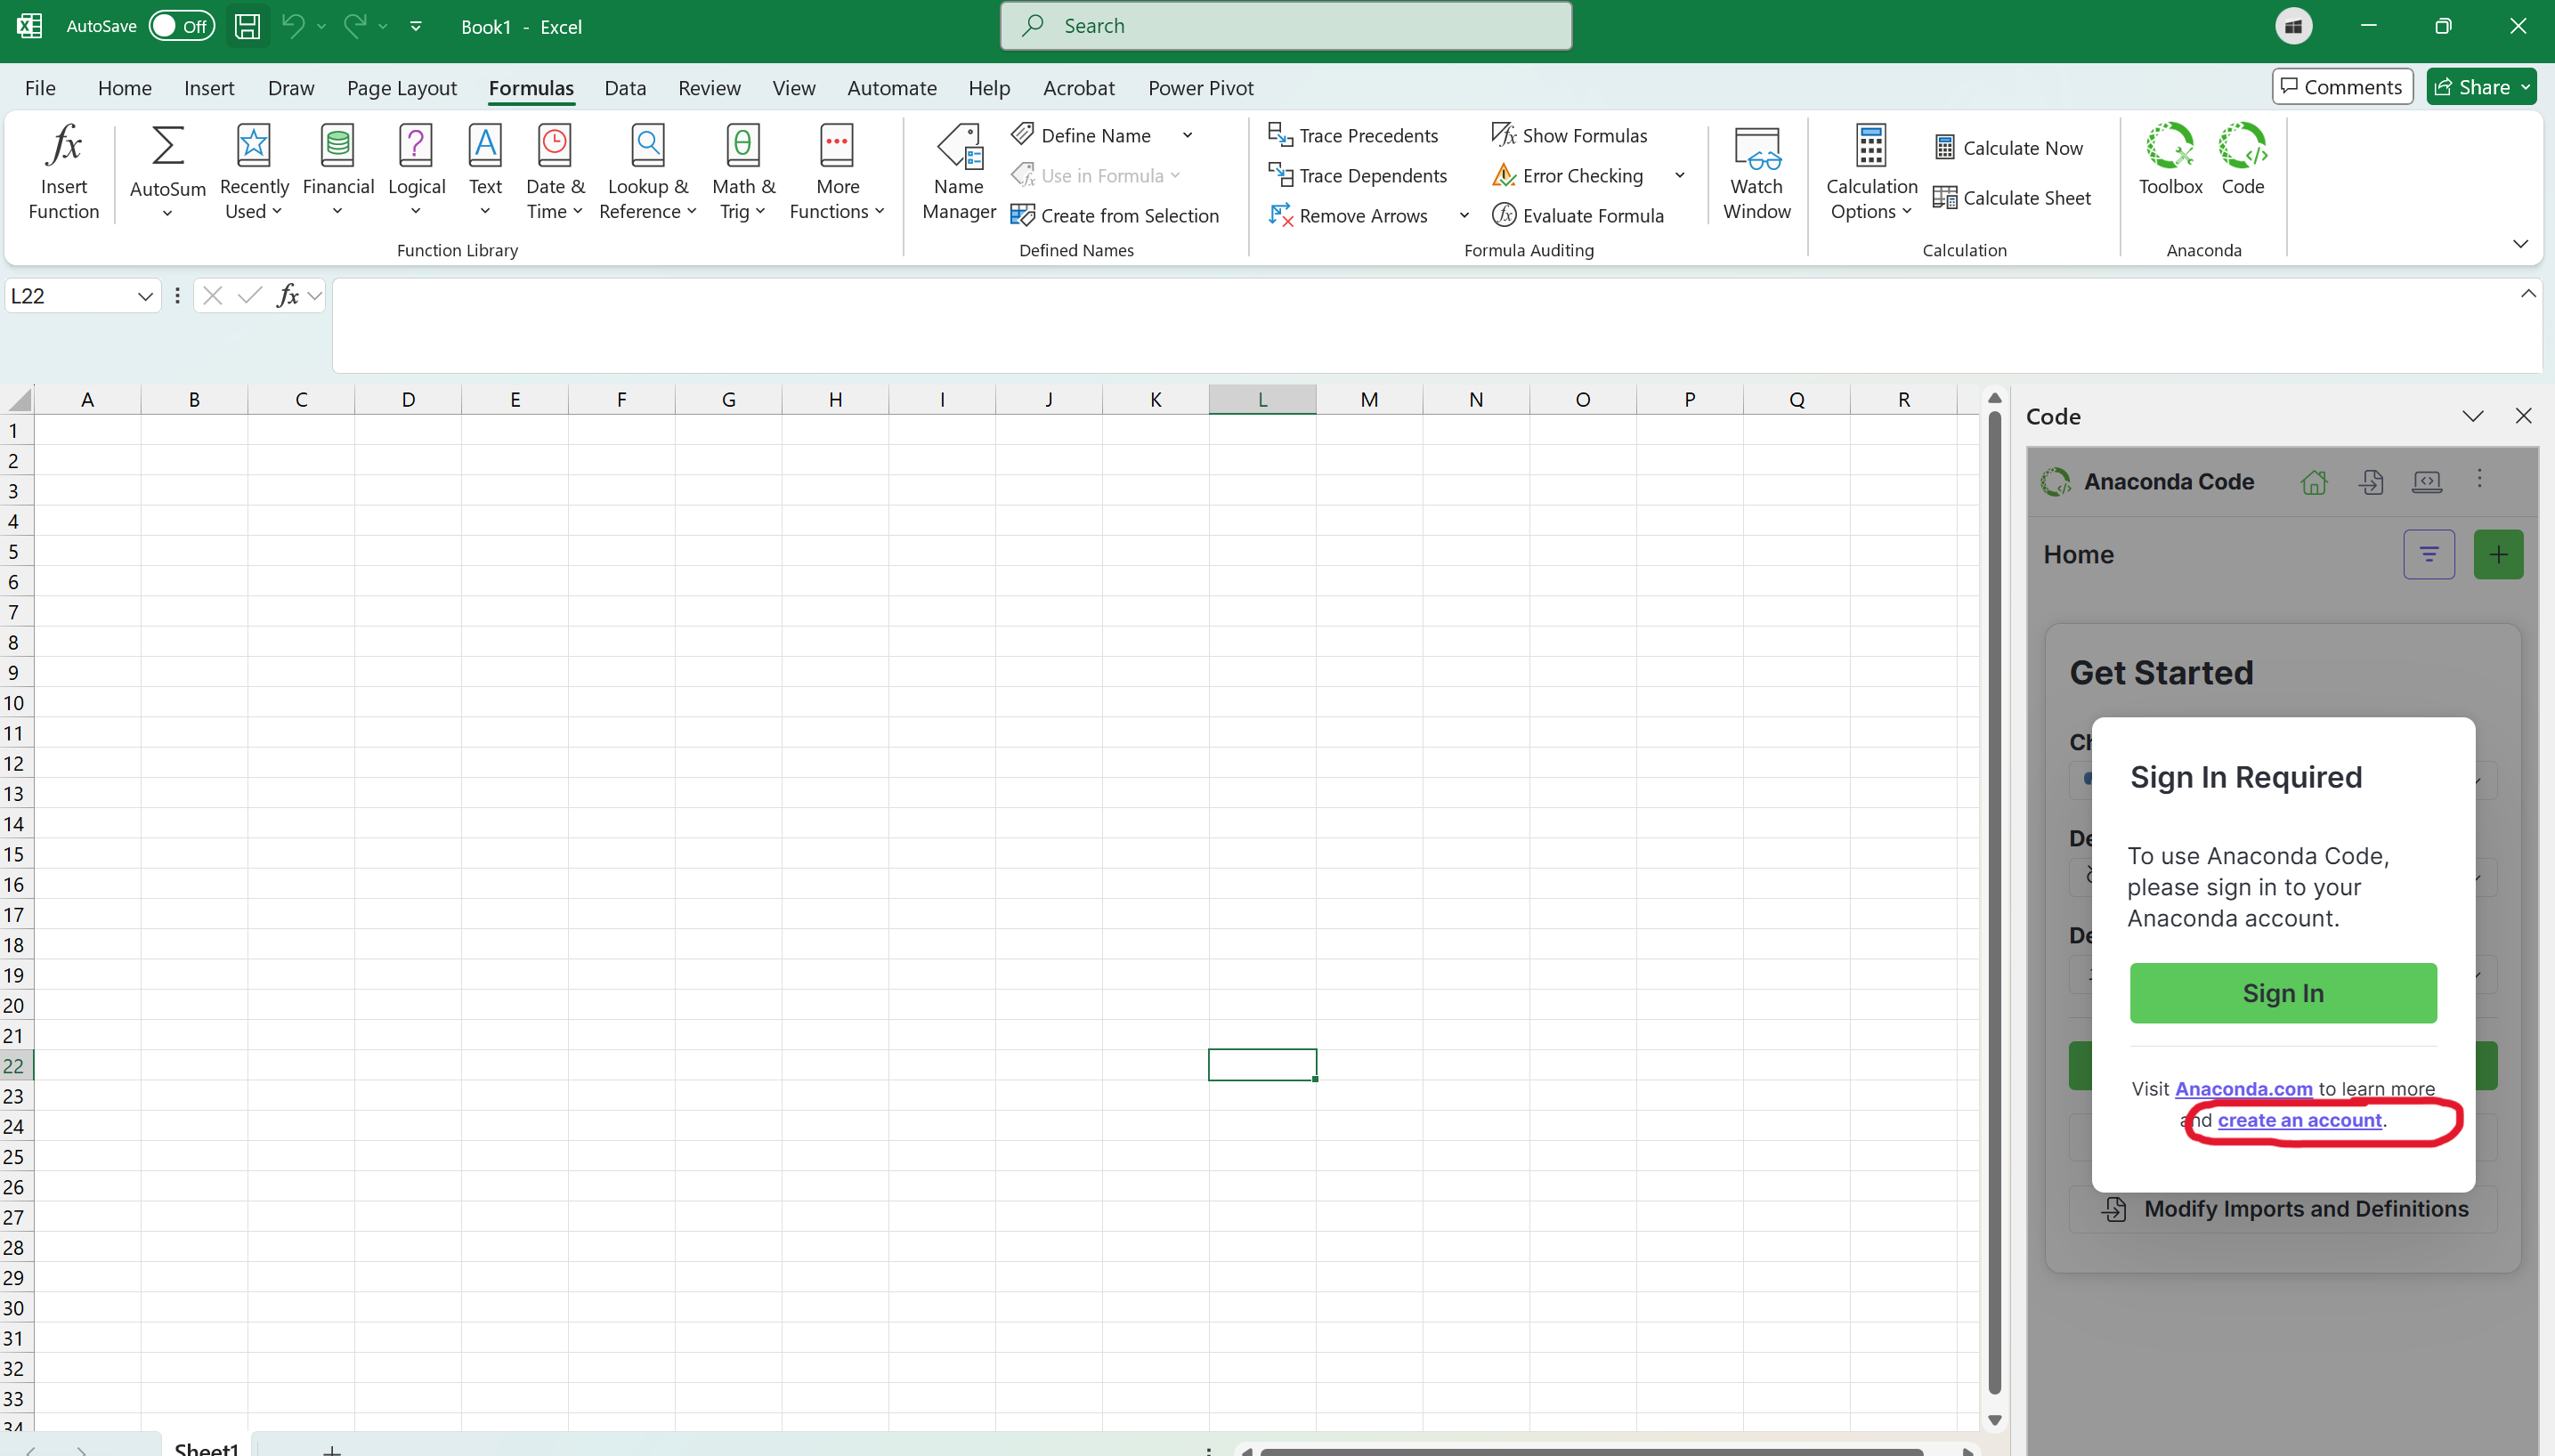 AutoSave Off Book1 - Excel Search
File Home Insert Draw Page Layout Formulas Data Review View Automate Help Acrobat Power Pivot Comments Share
Insert Function
AutoSum
Recently Used
Financial
Logical
Text
Date & Time
Lookup & Reference
Math & Trig
More Functions
Function Library
Name Manager
Define Name
Use in Formula
Create from Selection
Defined Names
Trace Precedents
Trace Dependents
Remove Arrows
Show Formulas
Error Checking
Evaluate Formula
Formula Auditing
Watch Window
Calculation Options
Calculate Now
Calculate Sheet
Calculation
Toolbox
Code
Anaconda
L22 fx
A B C D E F G H I J K L M N O P Q R
1
2
3
4
5
6
7
8
9
10
11
12
13
14
15
16
17
18
19
20
21
22
23
24
25
26
27
28
29
30
31
32
33
34
Sheet1
Code
Anaconda Code
Home
Get Started
Sign In Required
To use Anaconda Code,
please sign in to your
Anaconda account.
Sign In
Visit Anaconda.com to learn more
and create an account.
Modify Imports and Definitions